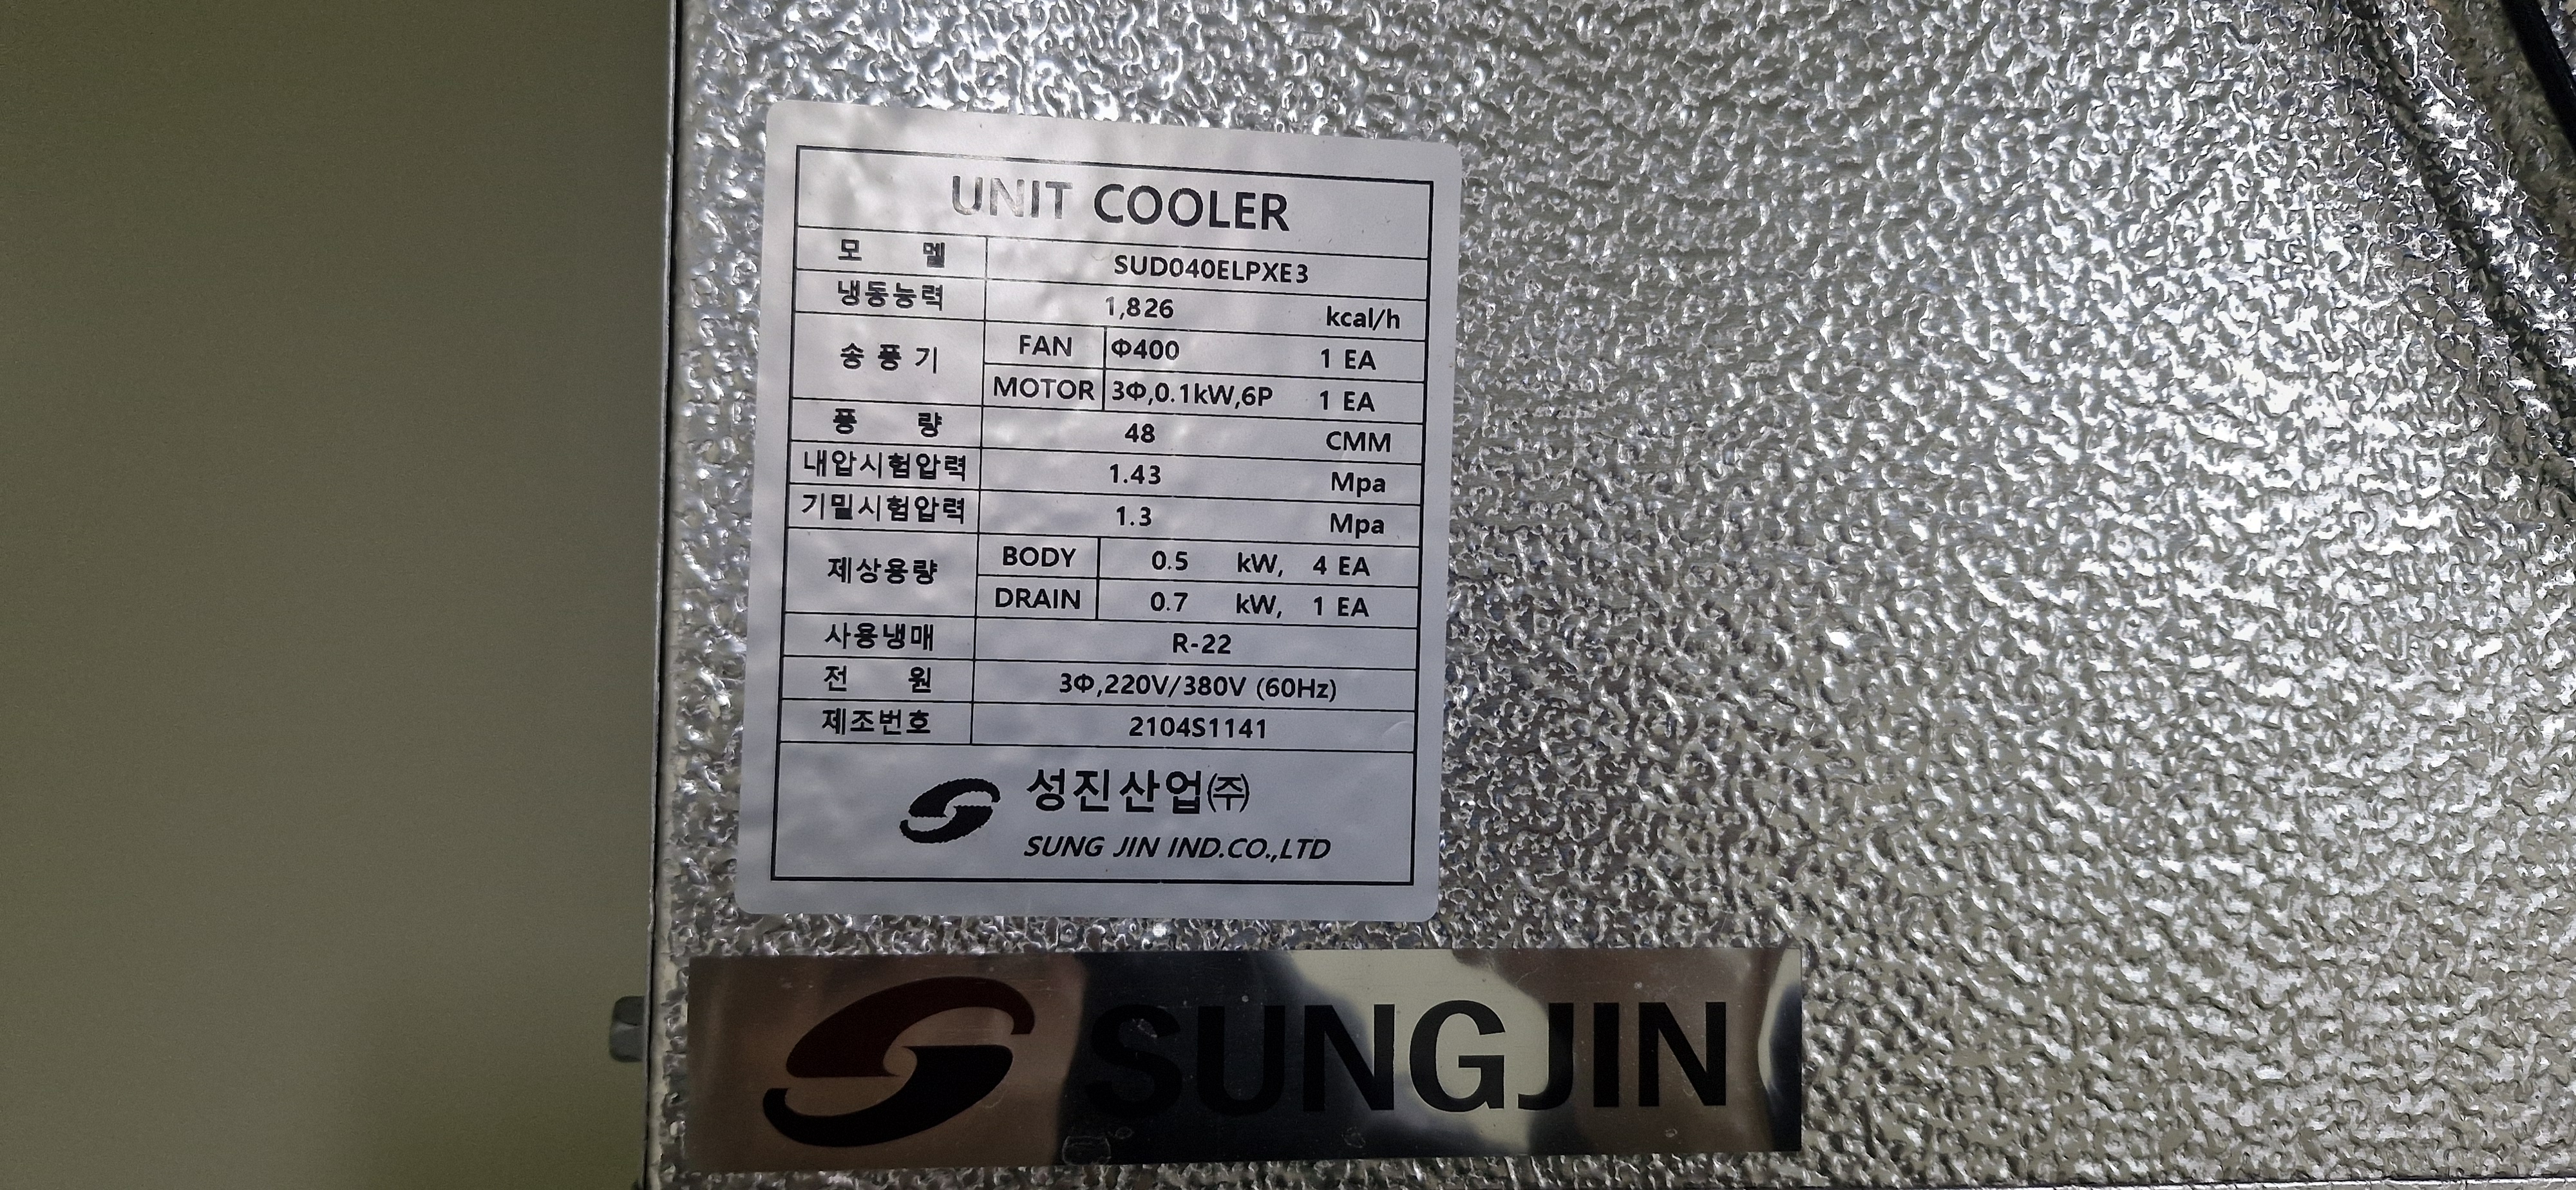 UNIT COOLER
모 델 SUD040ELPXE3
냉동능력 1,826 kcal/h
송풍기 FAN Φ400 1 EA
MOTOR 3Φ,0.1kW,6P 1 EA
풍 량 48 CMM
내압시험압력 1.43 Mpa
기밀시험압력 1.3 Mpa
제상용량 BODY 0.5 kW, 4 EA
DRAIN 0.7 kW, 1 EA
사용냉매 R-22
전 원 3Φ,220V/380V (60Hz)
제조번호 2104S1141
성진산업㈜
SUNG JIN IND.CO.,LTD
SUNGJIN